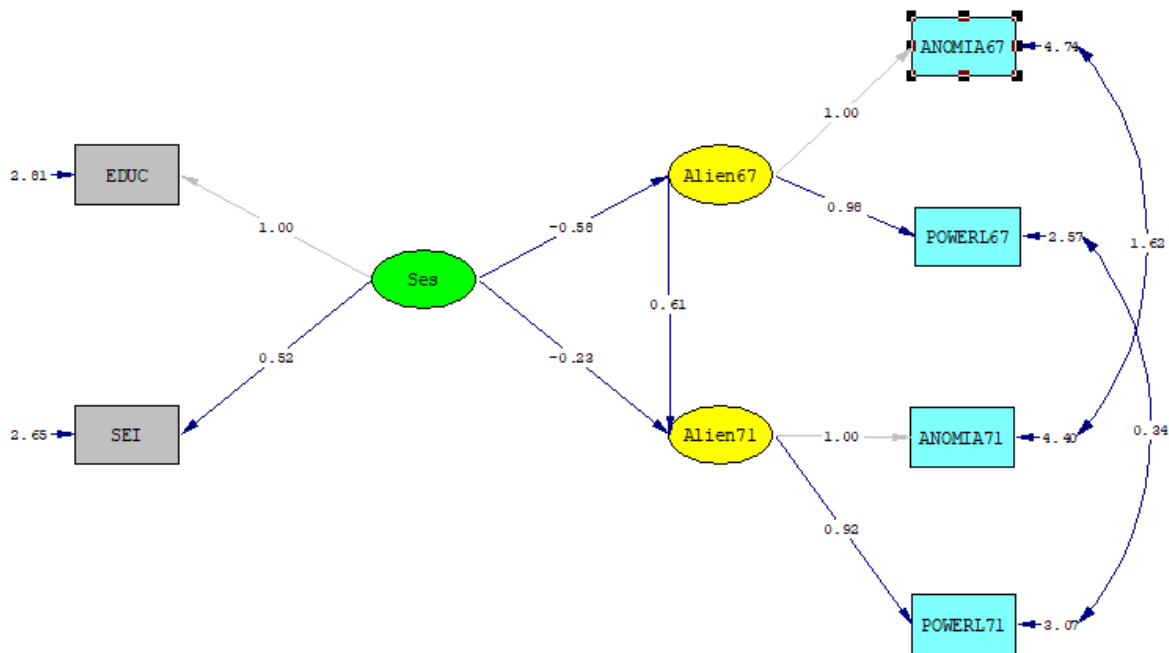 ANOMIA67
4.74
1.00
2.81
EDUC
Alien67
0.98
1.00
-0.58
POWERL67
2.57
1.62
Ses
0.61
0.52
-0.23
SEI
2.65
Alien71
1.00
ANOMIA71
4.40
0.34
0.92
POWERL71
3.07